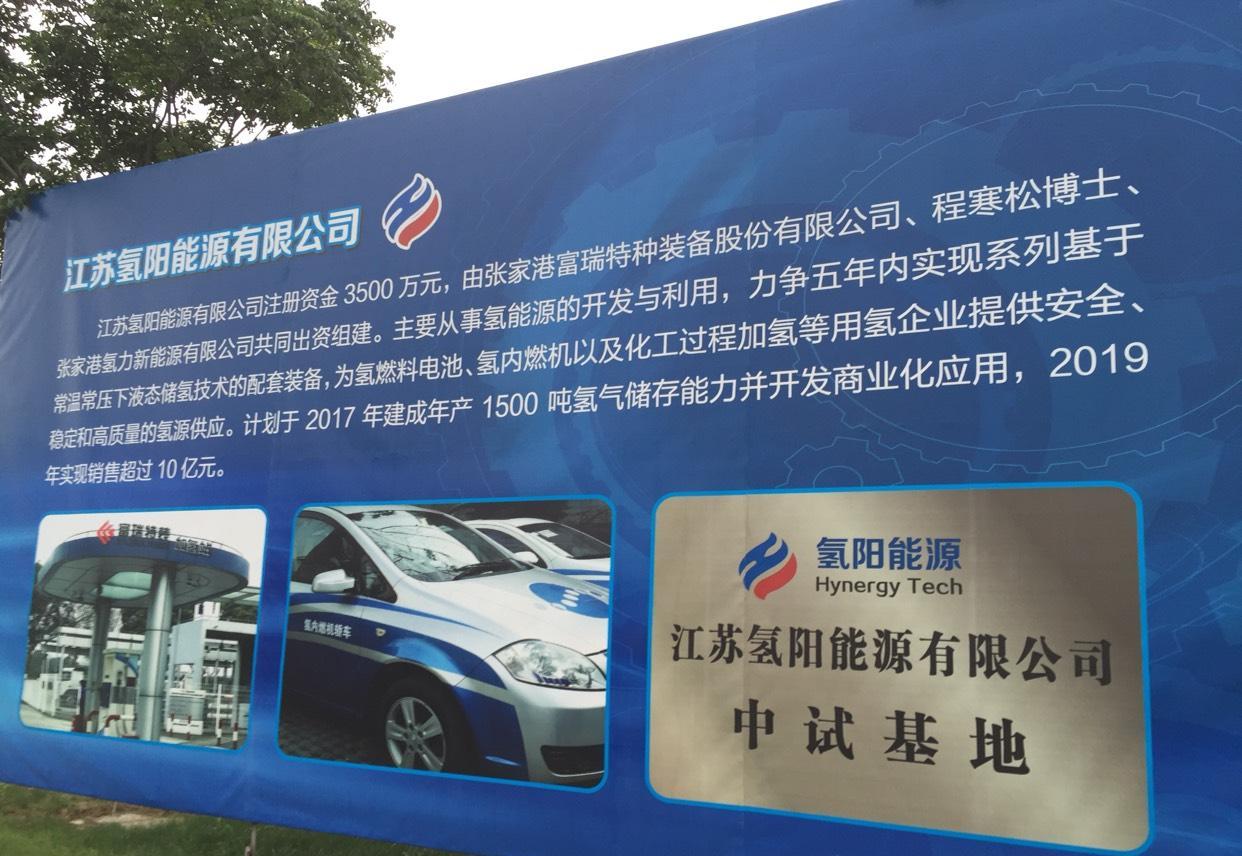 江苏氢阳能源有限公司
江苏氢阳能源有限公司注册资金 3500 万元，由张家港富瑞特种装备股份有限公司、程寒松博士、
张家港氢力新能源有限公司共同出资组建。主要从事氢能源的开发与利用，力争五年内实现系列基于
常温常压下液态储氢技术的配套装备，为氢燃料电池、氢内燃机以及化工过程加氢等用氢企业提供安全、
稳定和高质量的氢源供应。计划于 2017 年建成年产 1500 吨氢气储存能力并开发商业化应用，2019
年实现销售超过 10 亿元。
富瑞特装 加氢站
氢内燃机轿车
氢阳能源
Hynergy Tech
江苏氢阳能源有限公司
中试基地